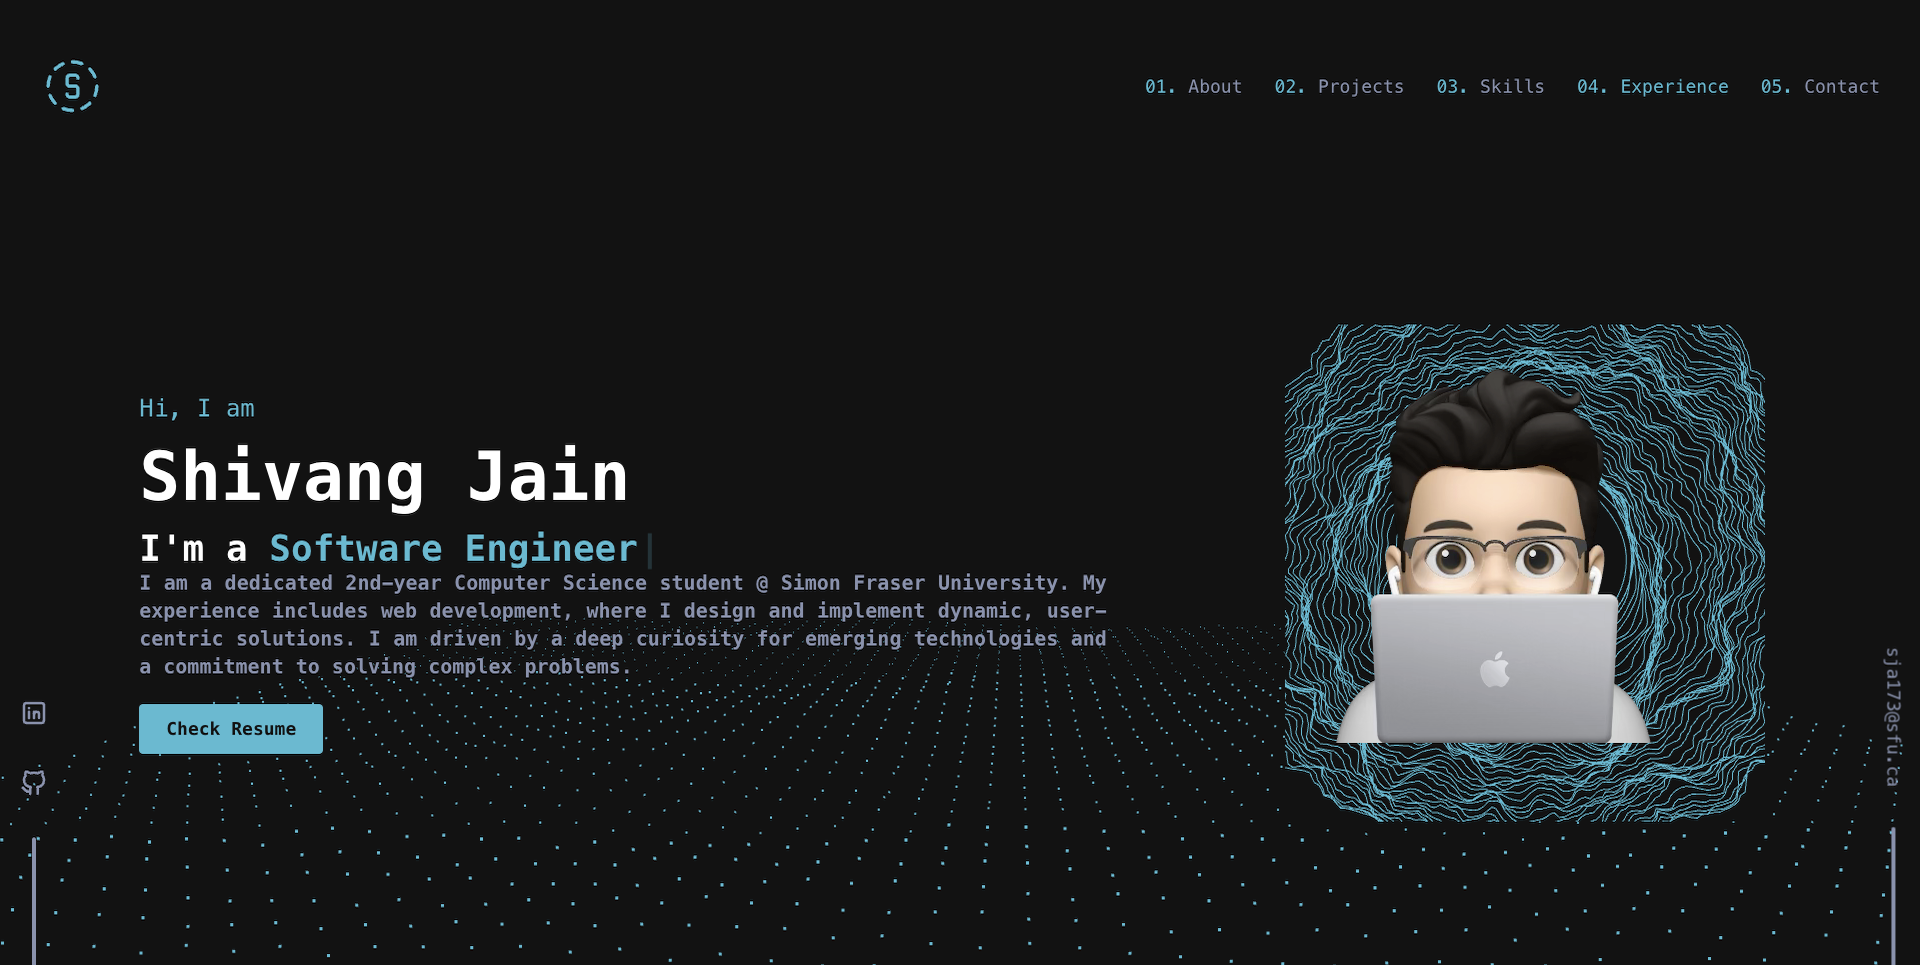 S
01. About 02. Projects 03. Skills 04. Experience 05. Contact
Hi, I am
Shivang Jain
I'm a Software Engineer
I am a dedicated 2nd-year Computer Science student @ Simon Fraser University. My
experience includes web development, where I design and implement dynamic, user-
centric solutions. I am driven by a deep curiosity for emerging technologies and
a commitment to solving complex problems.
Check Resume
in
sja173@sfu.ca